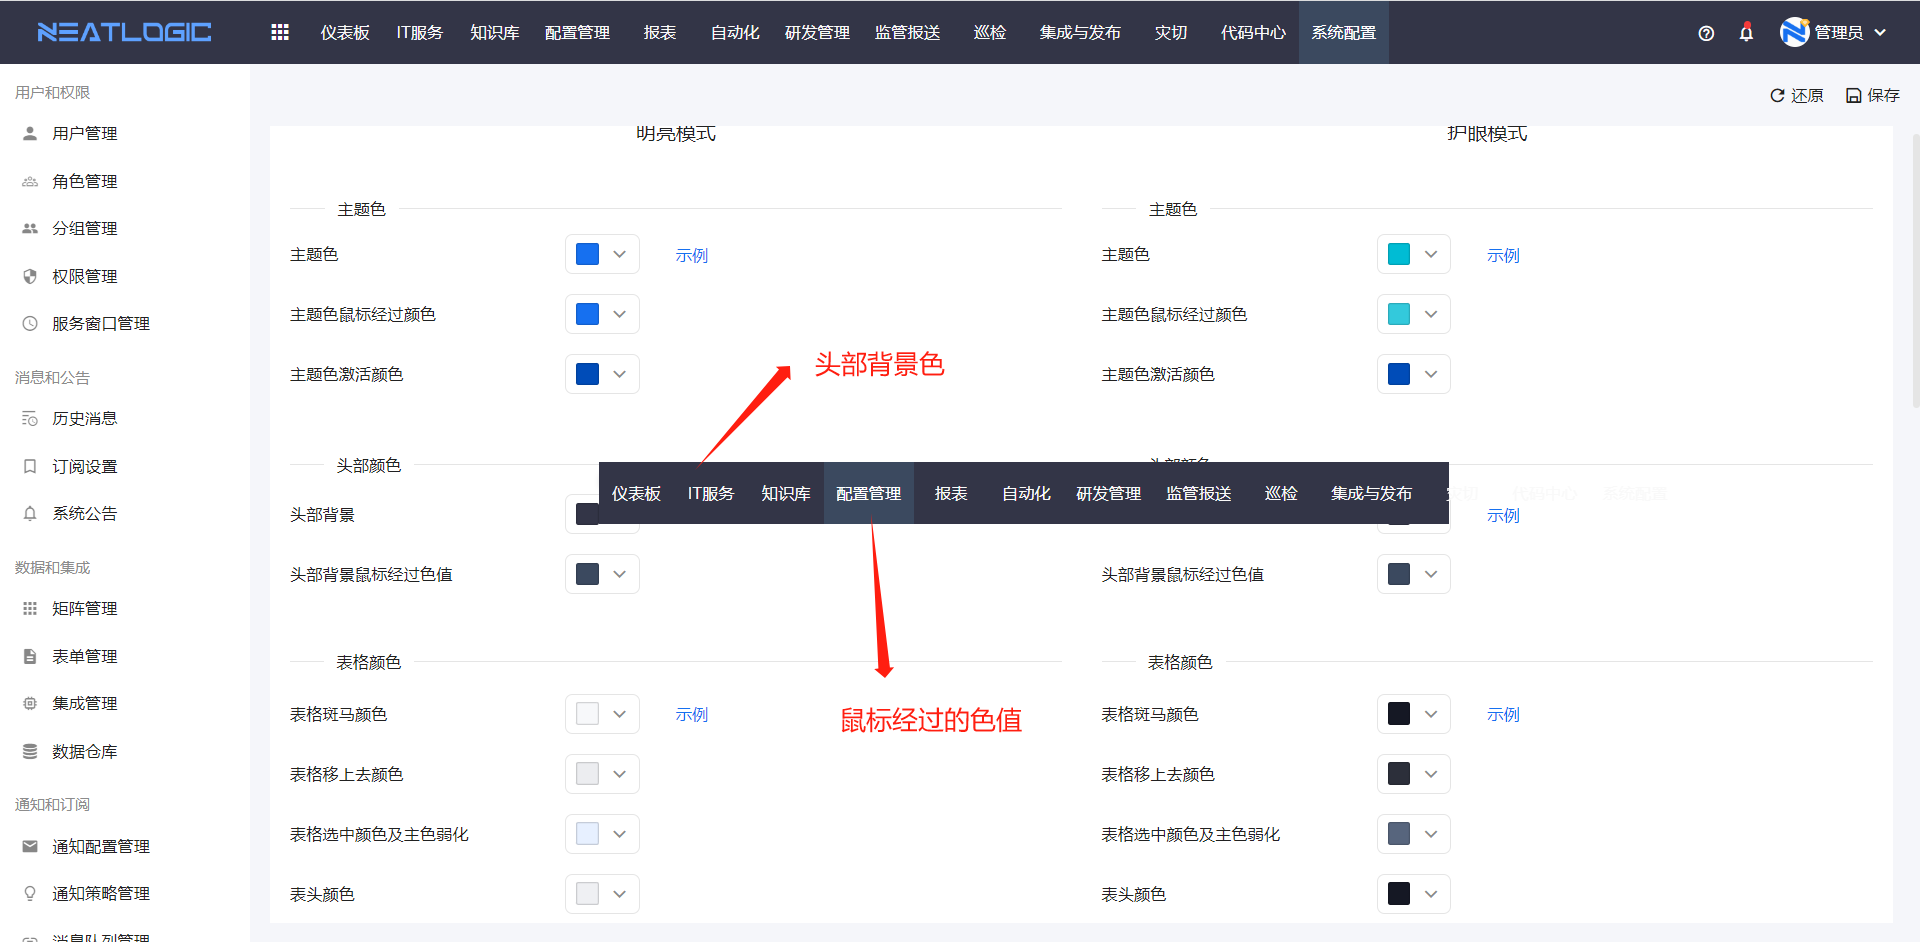 NEATLOGIC
仪表板 IT服务 知识库 配置管理 报表 自动化 研发管理 监管报送 巡检 集成与发布 灾切 代码中心 系统配置
管理员
还原 保存
用户和权限
用户管理
角色管理
分组管理
权限管理
服务窗口管理
消息和公告
历史消息
订阅设置
系统公告
数据和集成
矩阵管理
表单管理
集成管理
数据仓库
通知和订阅
通知配置管理
通知策略管理
消息队列管理
明亮模式
主题色
主题色 示例
主题色鼠标经过颜色
主题色激活颜色
头部颜色
头部背景
头部背景鼠标经过色值
表格颜色
表格斑马颜色 示例
表格移上去颜色
表格选中颜色及主色弱化
表头颜色
头部背景色
仪表板 IT服务 知识库 配置管理 报表 自动化 研发管理 监管报送 巡检 集成与发布 灾切 代码中心 系统配置
鼠标经过的色值
护眼模式
主题色
主题色 示例
主题色鼠标经过颜色
主题色激活颜色
头部颜色
示例
头部背景鼠标经过色值
表格颜色
表格斑马颜色 示例
表格移上去颜色
表格选中颜色及主色弱化
表头颜色